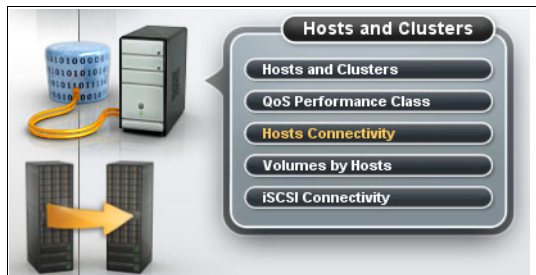 Hosts and Clusters
Hosts and Clusters
QoS Performance Class
Hosts Connectivity
Volumes by Hosts
iSCSI Connectivity